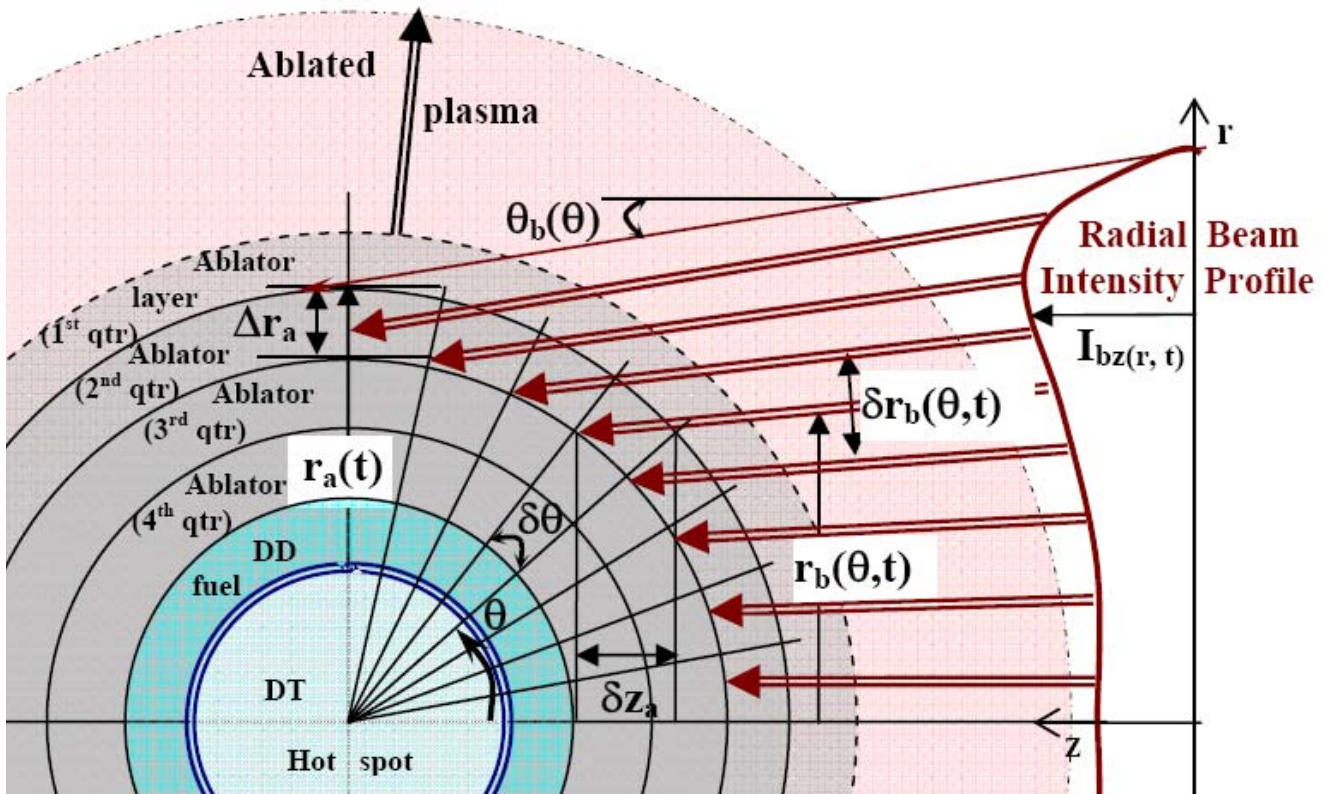 Ablated
plasma
r
θb(θ)
Radial Beam
Intensity Profile
Ablator
layer
(1st qtr)
Δra
Ablator
(2nd qtr)
Ibz(r, t)
Ablator
(3rd qtr)
δrb(θ,t)
ra(t)
Ablator
(4th qtr)
δθ
DD
fuel
rb(θ,t)
θ
DT
δza
z
Hot spot